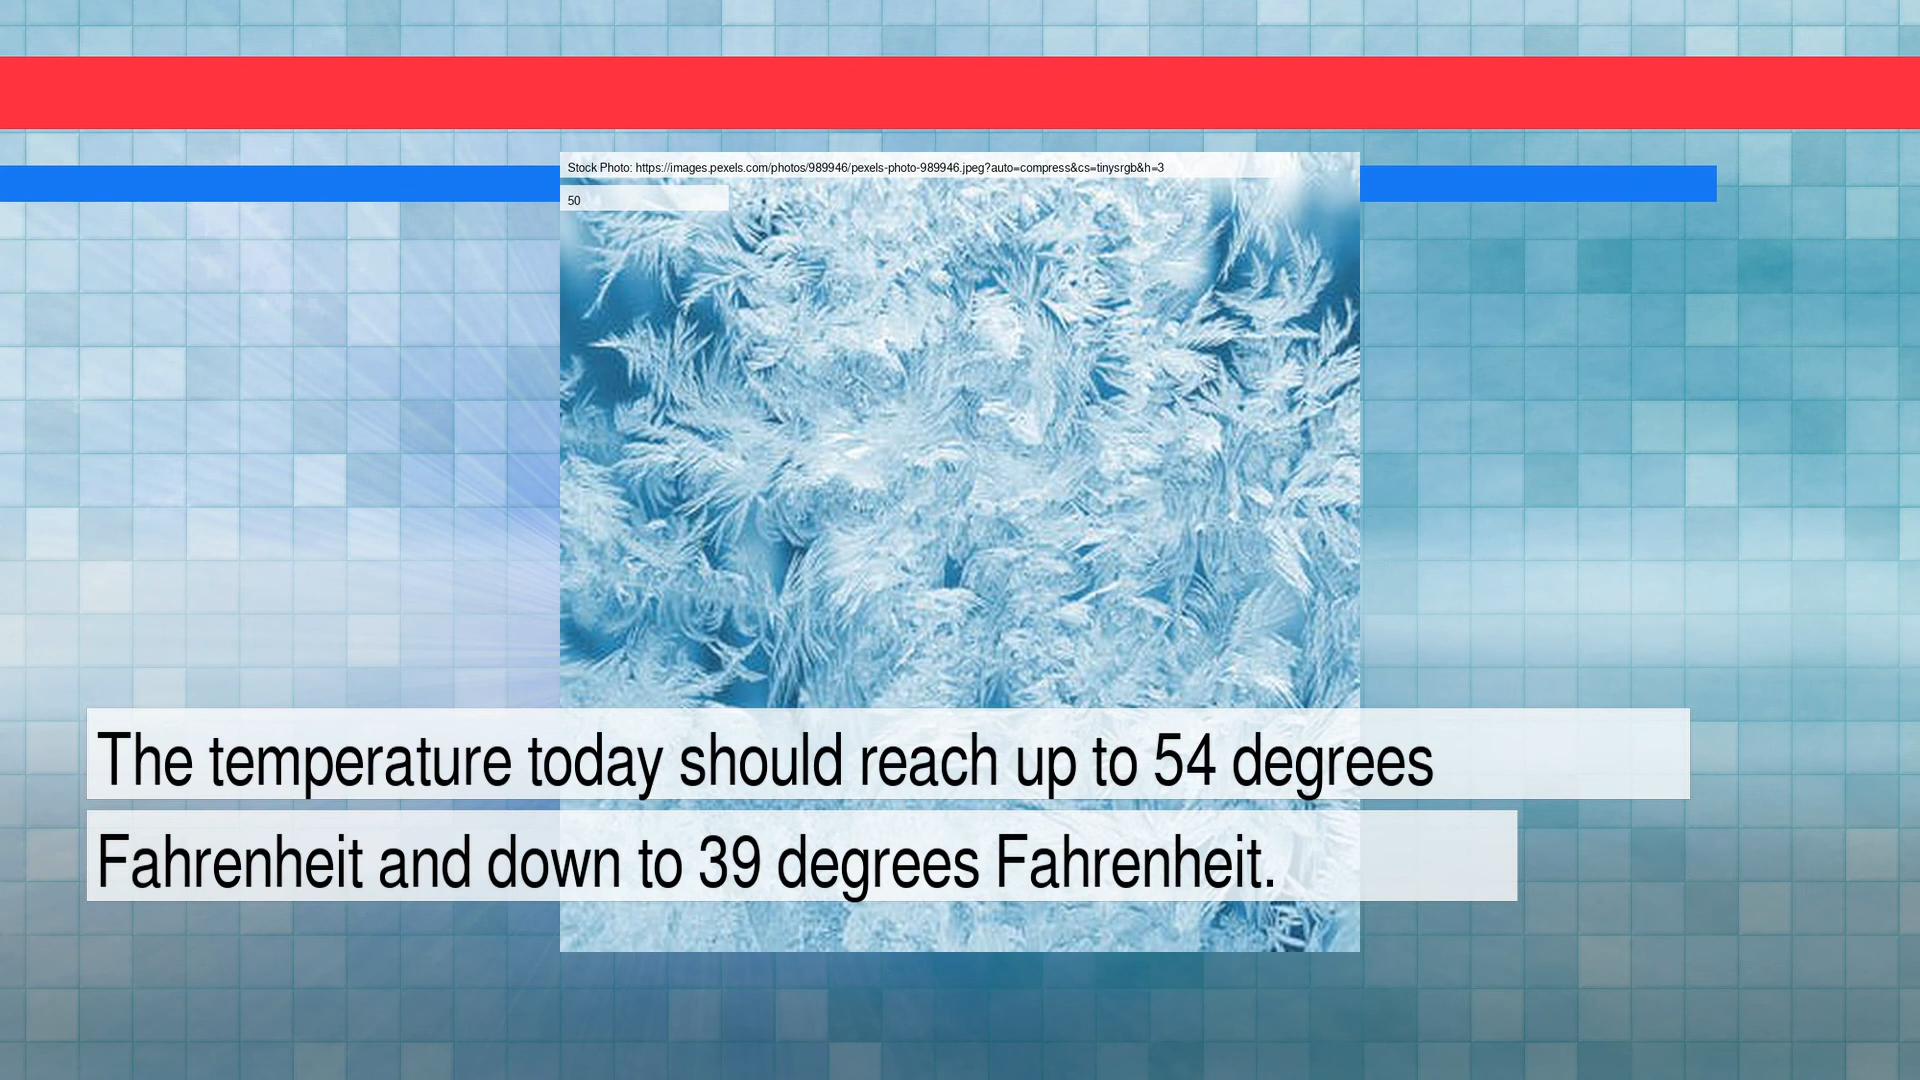 Stock Photo: https://images.pexels.com/photos/989946/pexels-photo-989946.jpeg?auto=compress&cs=tinysrgb&h=3
50
The temperature today should reach up to 54 degrees
Fahrenheit and down to 39 degrees Fahrenheit.